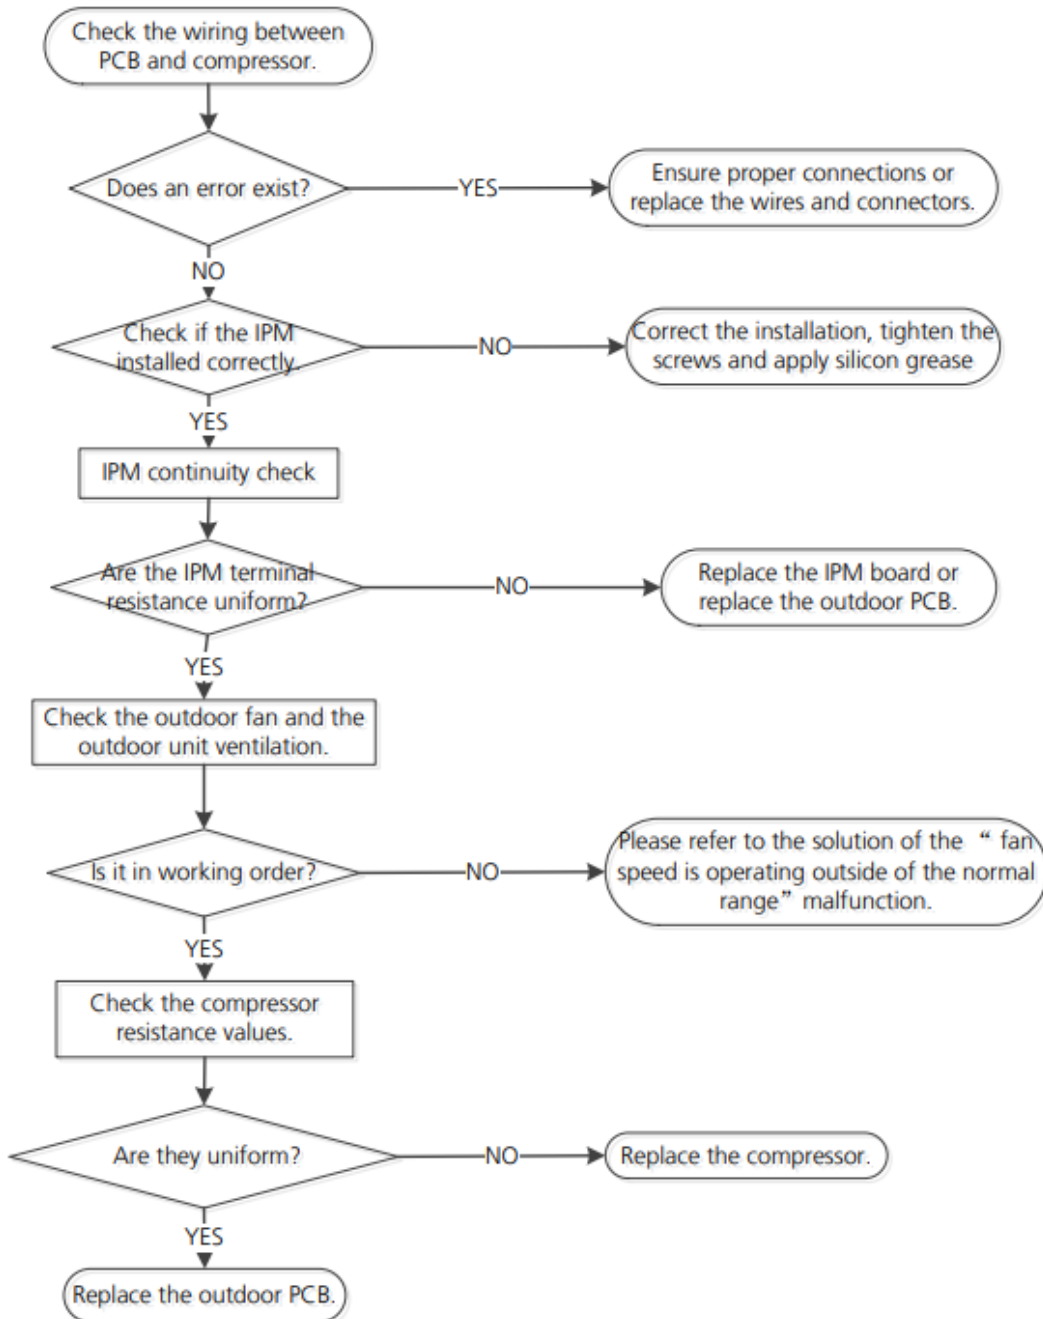 Check the wiring between
PCB and compressor.
Does an error exist?
YES
Ensure proper connections or
replace the wires and connectors.
NO
Check if the IPM
installed correctly.
NO
Correct the installation, tighten the
screws and apply silicon grease
YES
IPM continuity check
Are the IPM terminal
resistance uniform?
NO
Replace the IPM board or
replace the outdoor PCB.
YES
Check the outdoor fan and the
outdoor unit ventilation.
Is it in working order?
NO
Please refer to the solution of the “ fan
speed is operating outside of the normal
range” malfunction.
YES
Check the compressor
resistance values.
Are they uniform?
NO
Replace the compressor.
YES
Replace the outdoor PCB.